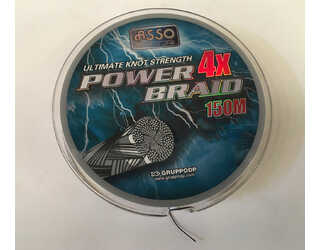 ASSO
ULTIMATE KNOT STRENGTH
POWER 4X
BRAID
150M
GRUPPODP